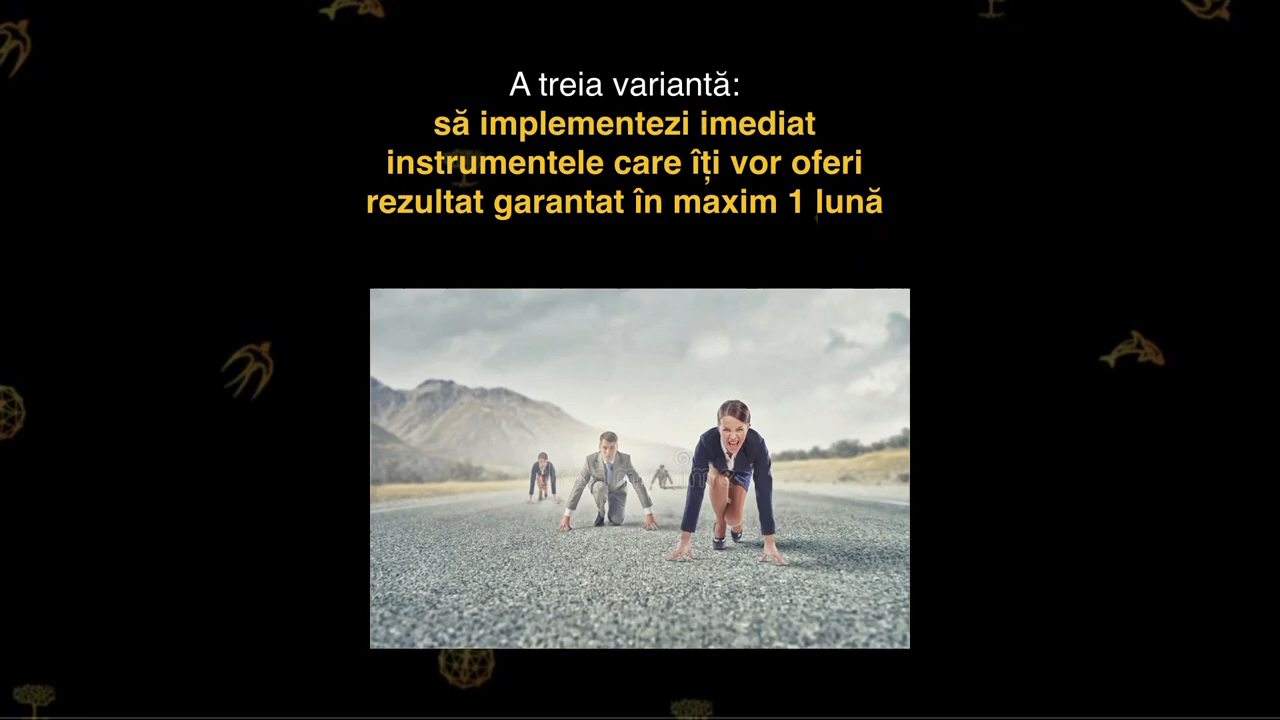 A treia variantă:
să implementezi imediat
instrumentele care îți vor oferi
rezultat garantat în maxim 1 lună